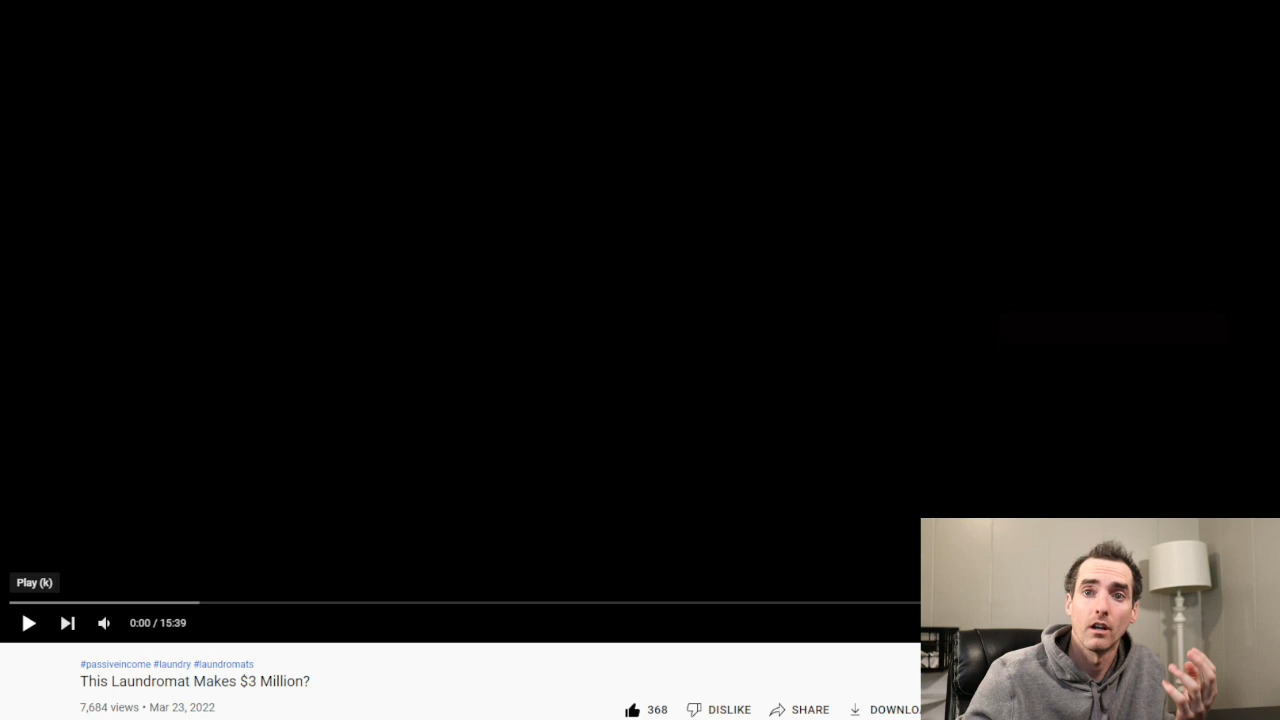 Play (k)
0:00 / 15:39
#passiveincome #laundry #laundromats
This Laundromat Makes $3 Million?
7,684 views • Mar 23, 2022
368 DISLIKE SHARE DOWNLOA